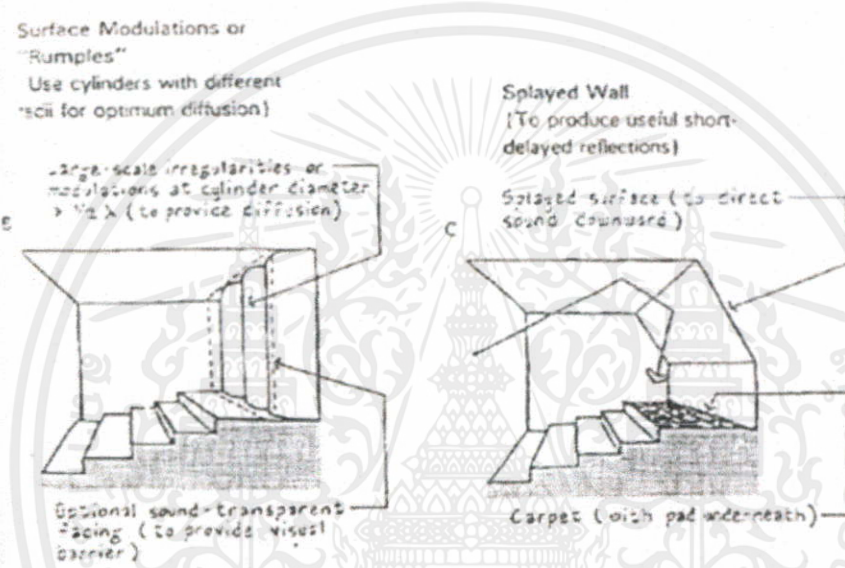 Surface Modulations or
"Rumples"
Use cylinders with different
for optimum diffusion)
Large-scale irregularities or
modulations at cylinder diameter
> ½ λ (to provide diffusion)
Optional sound-transparent
facing (to provide visual
barrier)
Splayed Wall
(To produce useful short-
delayed reflections)
Splayed surface (to direct
sound downward)
C
Carpet (with pad underneath)